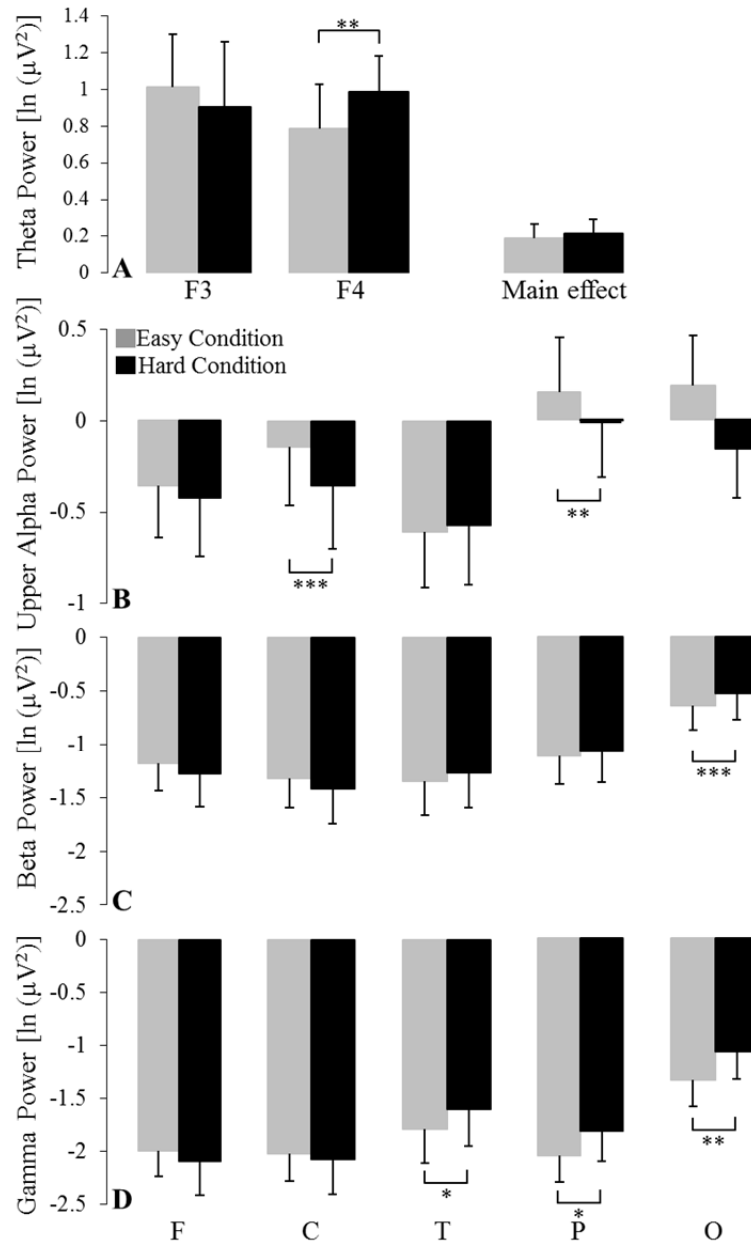 Theta Power [ln (µV²)]
1.4
1.2
1
0.8
0.6
0.4
0.2
0
**
A
F3 F4 Main effect
Upper Alpha Power [ln (µV²)]
0.5
0
-0.5
-1
Easy Condition
Hard Condition
***
**
B
Beta Power [ln (µV²)]
0
-0.5
-1
-1.5
-2
-2.5
***
C
Gamma Power [ln (µV²)]
0
-0.5
-1
-1.5
-2
-2.5
*
*
**
D
F C T P O